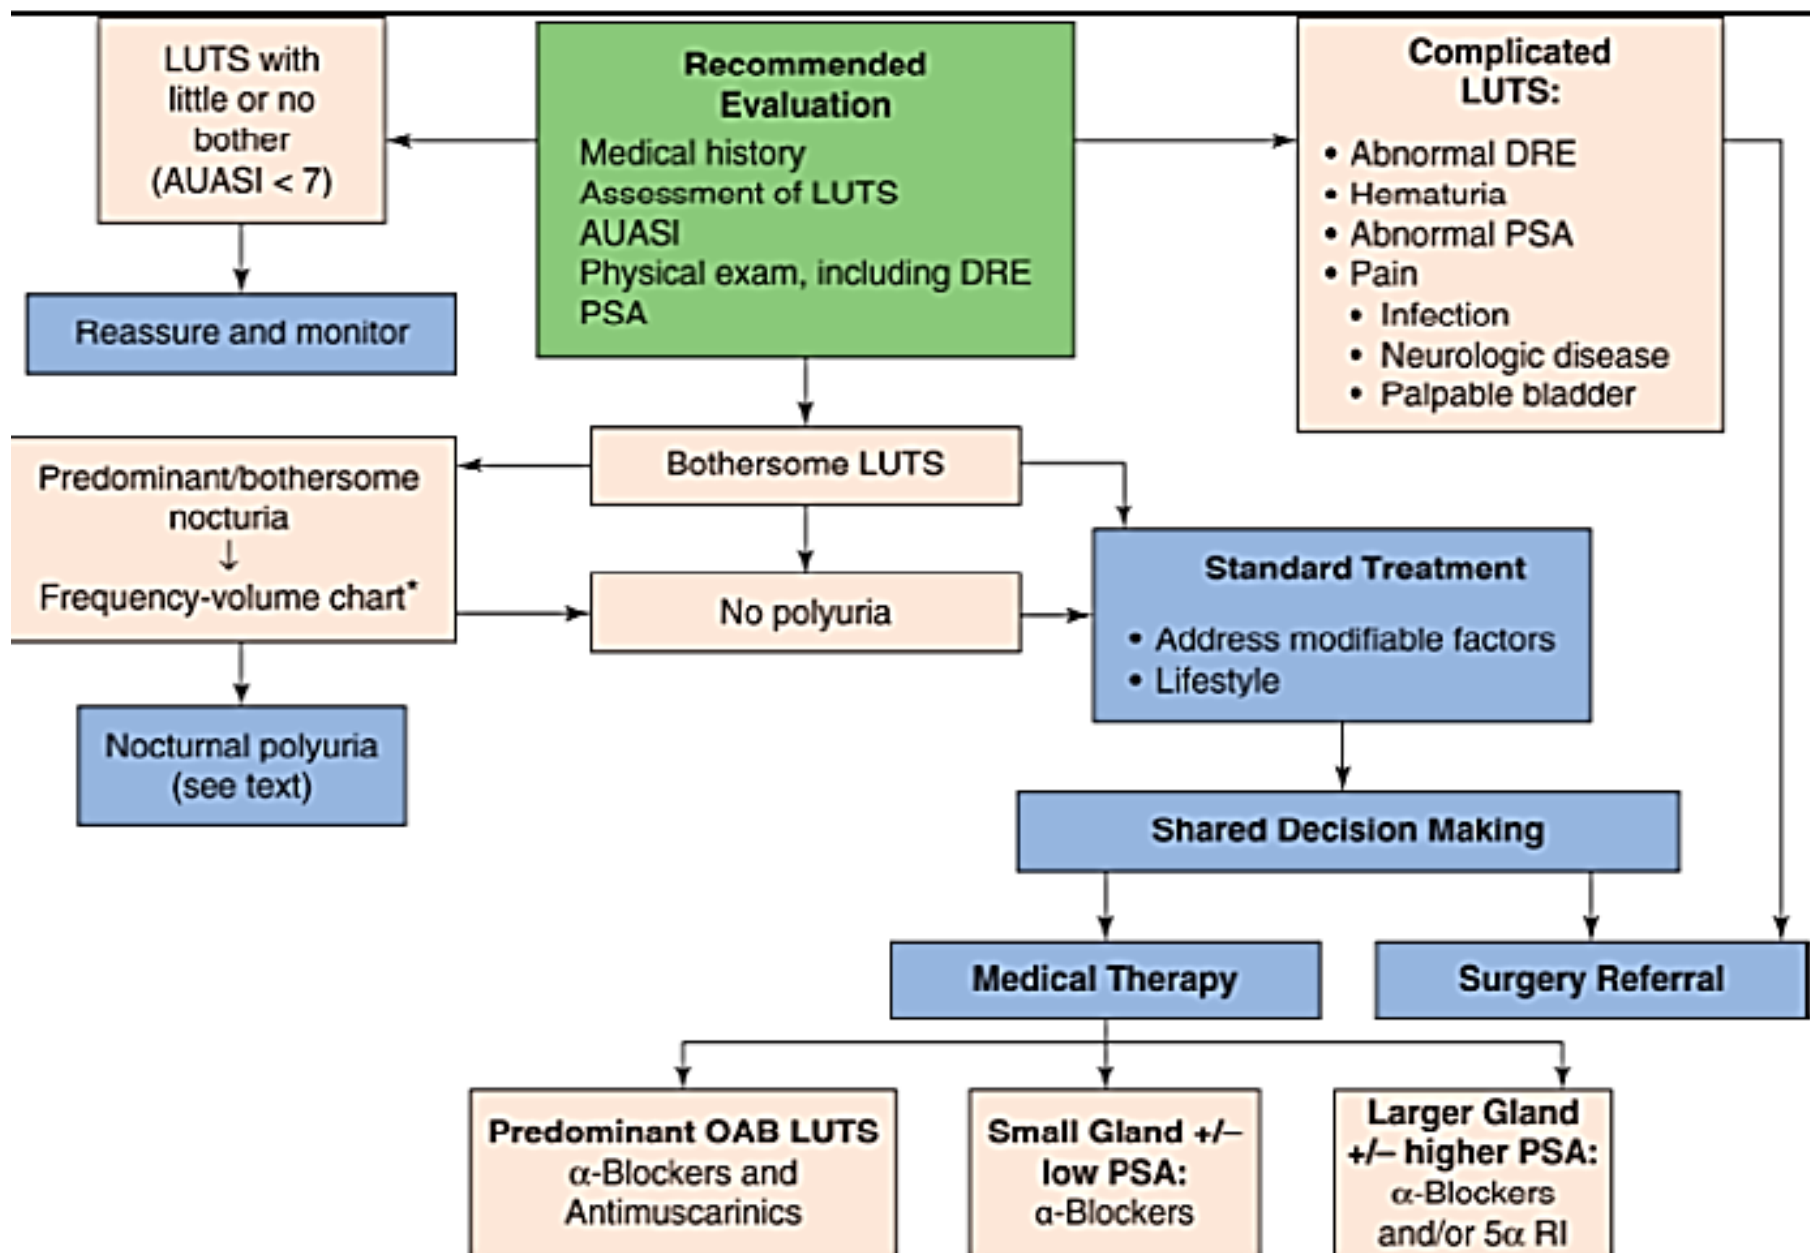 LUTS with
little or no
bother
(AUASI < 7)
Reassure and monitor
Recommended
Evaluation
Medical history
Assessment of LUTS
AUASI
Physical exam, including DRE
PSA
Complicated
LUTS:
• Abnormal DRE
• Hematuria
• Abnormal PSA
• Pain
• Infection
• Neurologic disease
• Palpable bladder
Predominant/bothersome
nocturia
↓
Frequency-volume chart*
Bothersome LUTS
No polyuria
Nocturnal polyuria
(see text)
Standard Treatment
• Address modifiable factors
• Lifestyle
Shared Decision Making
Medical Therapy
Surgery Referral
Predominant OAB LUTS
α-Blockers and
Antimuscarinics
Small Gland +/–
low PSA:
α-Blockers
Larger Gland
+/– higher PSA:
α-Blockers
and/or 5α RI